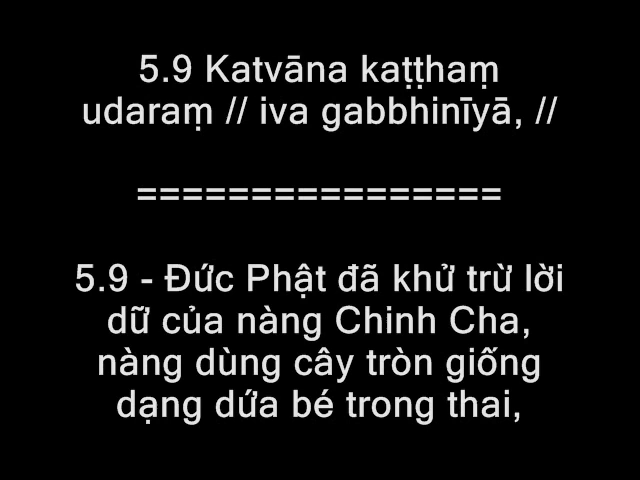 5.9 Katvāna kaṭṭhaṃ
udaraṃ // iva gabbhinīyā, //
================
5.9 - Đức Phật đã khử trừ lời
dữ của nàng Chinh Cha,
nàng dùng cây tròn giống
dạng dứa bé trong thai,